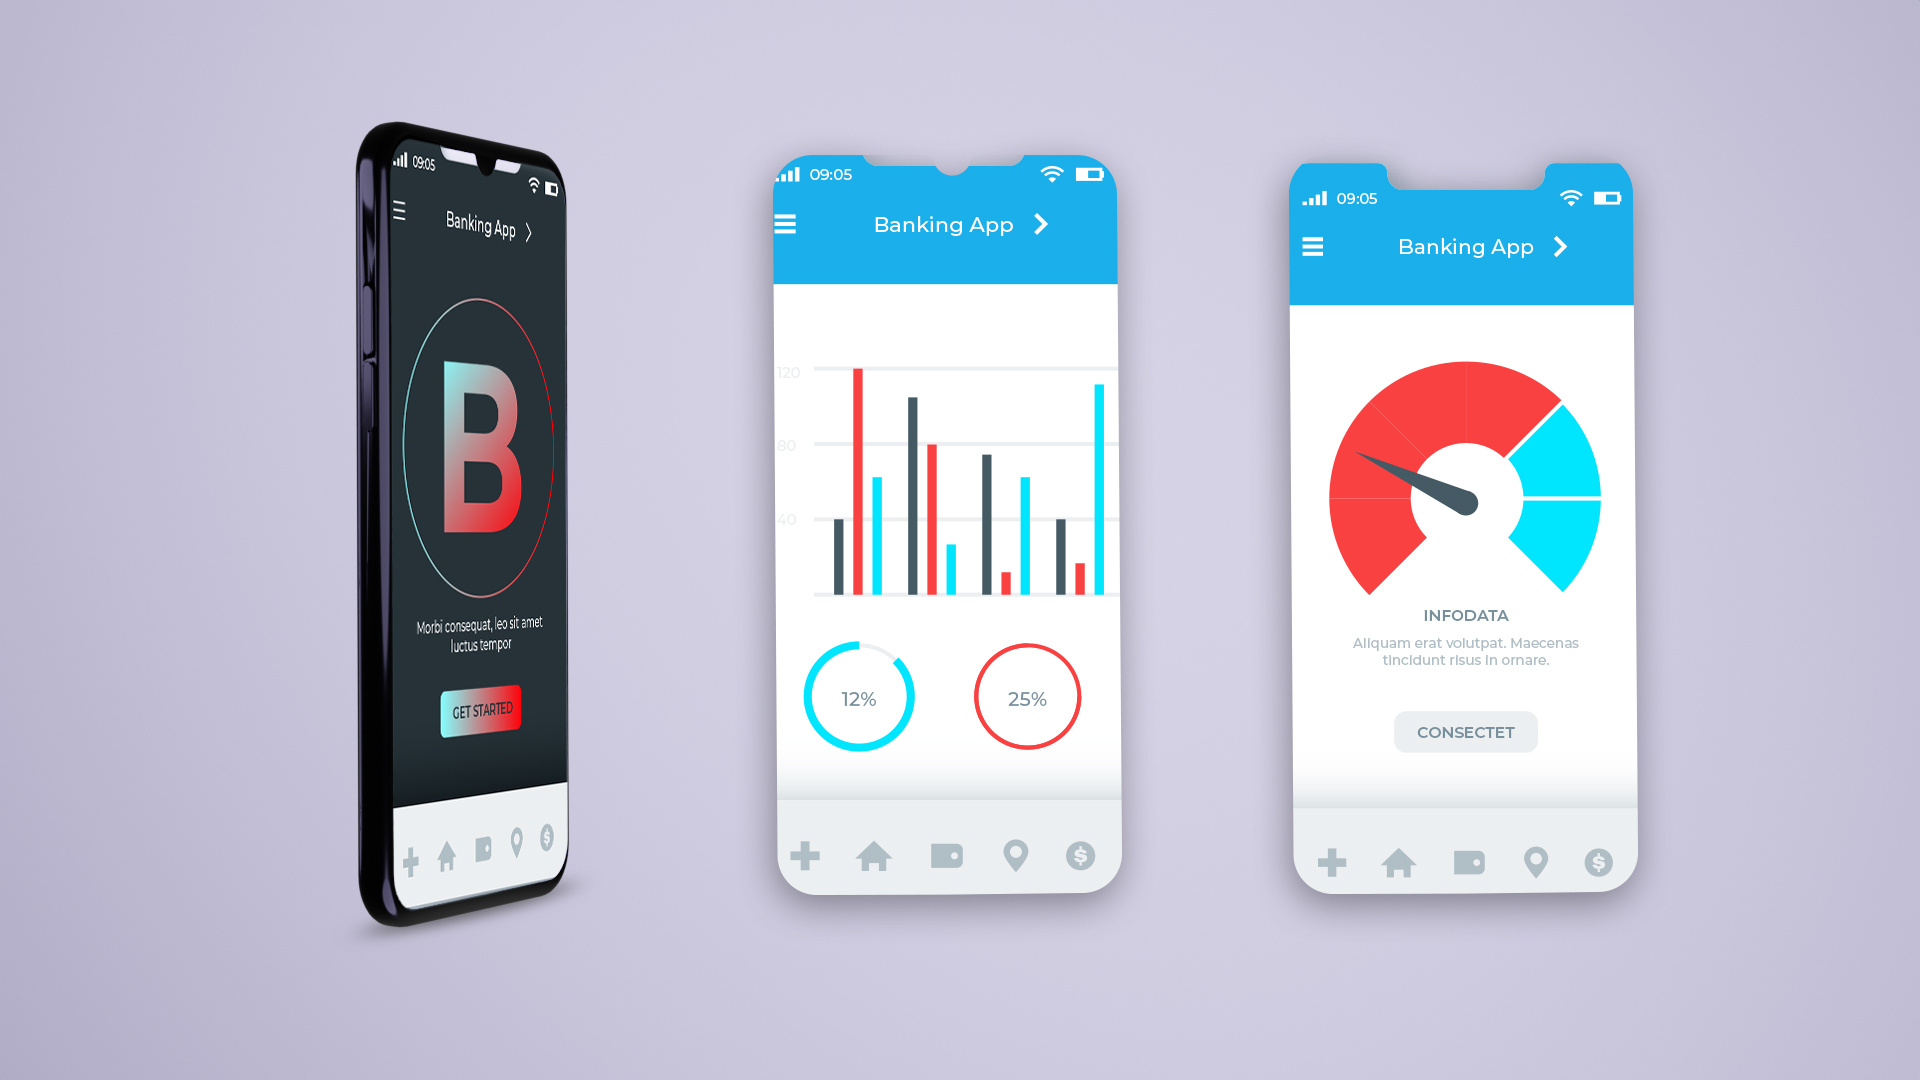 09:05
Banking App
B
Morbi consequat, leo sit amet
luctus tempor
GET STARTED
09:05
Banking App
120
80
40
12%
25%
09:05
Banking App
INFODATA
Aliquam erat volutpat. Maecenas
tincidunt risus in ornare.
CONSECTET